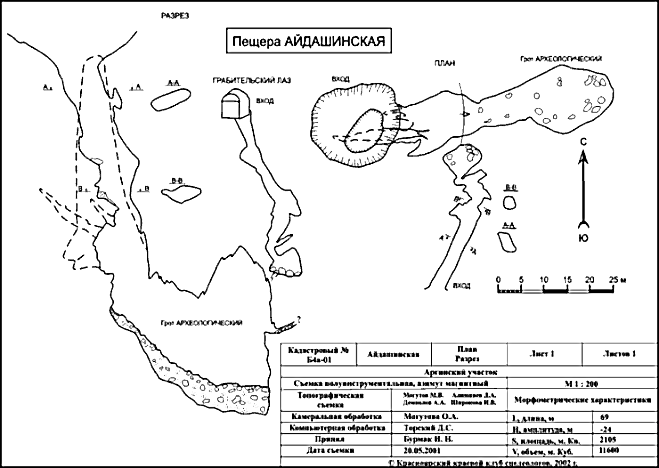 РАЗРЕЗ
Пещера АЙДАШИНСКАЯ
ПЛАН
Грот АРХЕОЛОГИЧЕСКИЙ
ГРАБИТЕЛЬСКИЙ ЛАЗ
ВХОД
ВХОД
А А
А-А
В В
В-В
В-В
А-А
С
Ю
0 5 10 15 20 25 м
ВХОД
Грот АРХЕОЛОГИЧЕСКИЙ
?
Кадастровый № Б4а-01 Айдашинская План Разрез Лист 1 Листов 1
Аргинский участок
Съемка полуинструментальная, азимут магнитный М 1 : 200
Топографическая съемка Морфометрические характеристики
Камеральная обработка Магузова О.А. L, длина, м 69
Компьютерная обработка Торский Д.С. H, амплитуда, м -24
Принял Бурмак И. Н. S, площадь, м. Кв. 2105
Дата съемки 20.05.2001 V, объем, м. Куб. 11600
© Красноярский краевой клуб спелеологов, 2002 г.